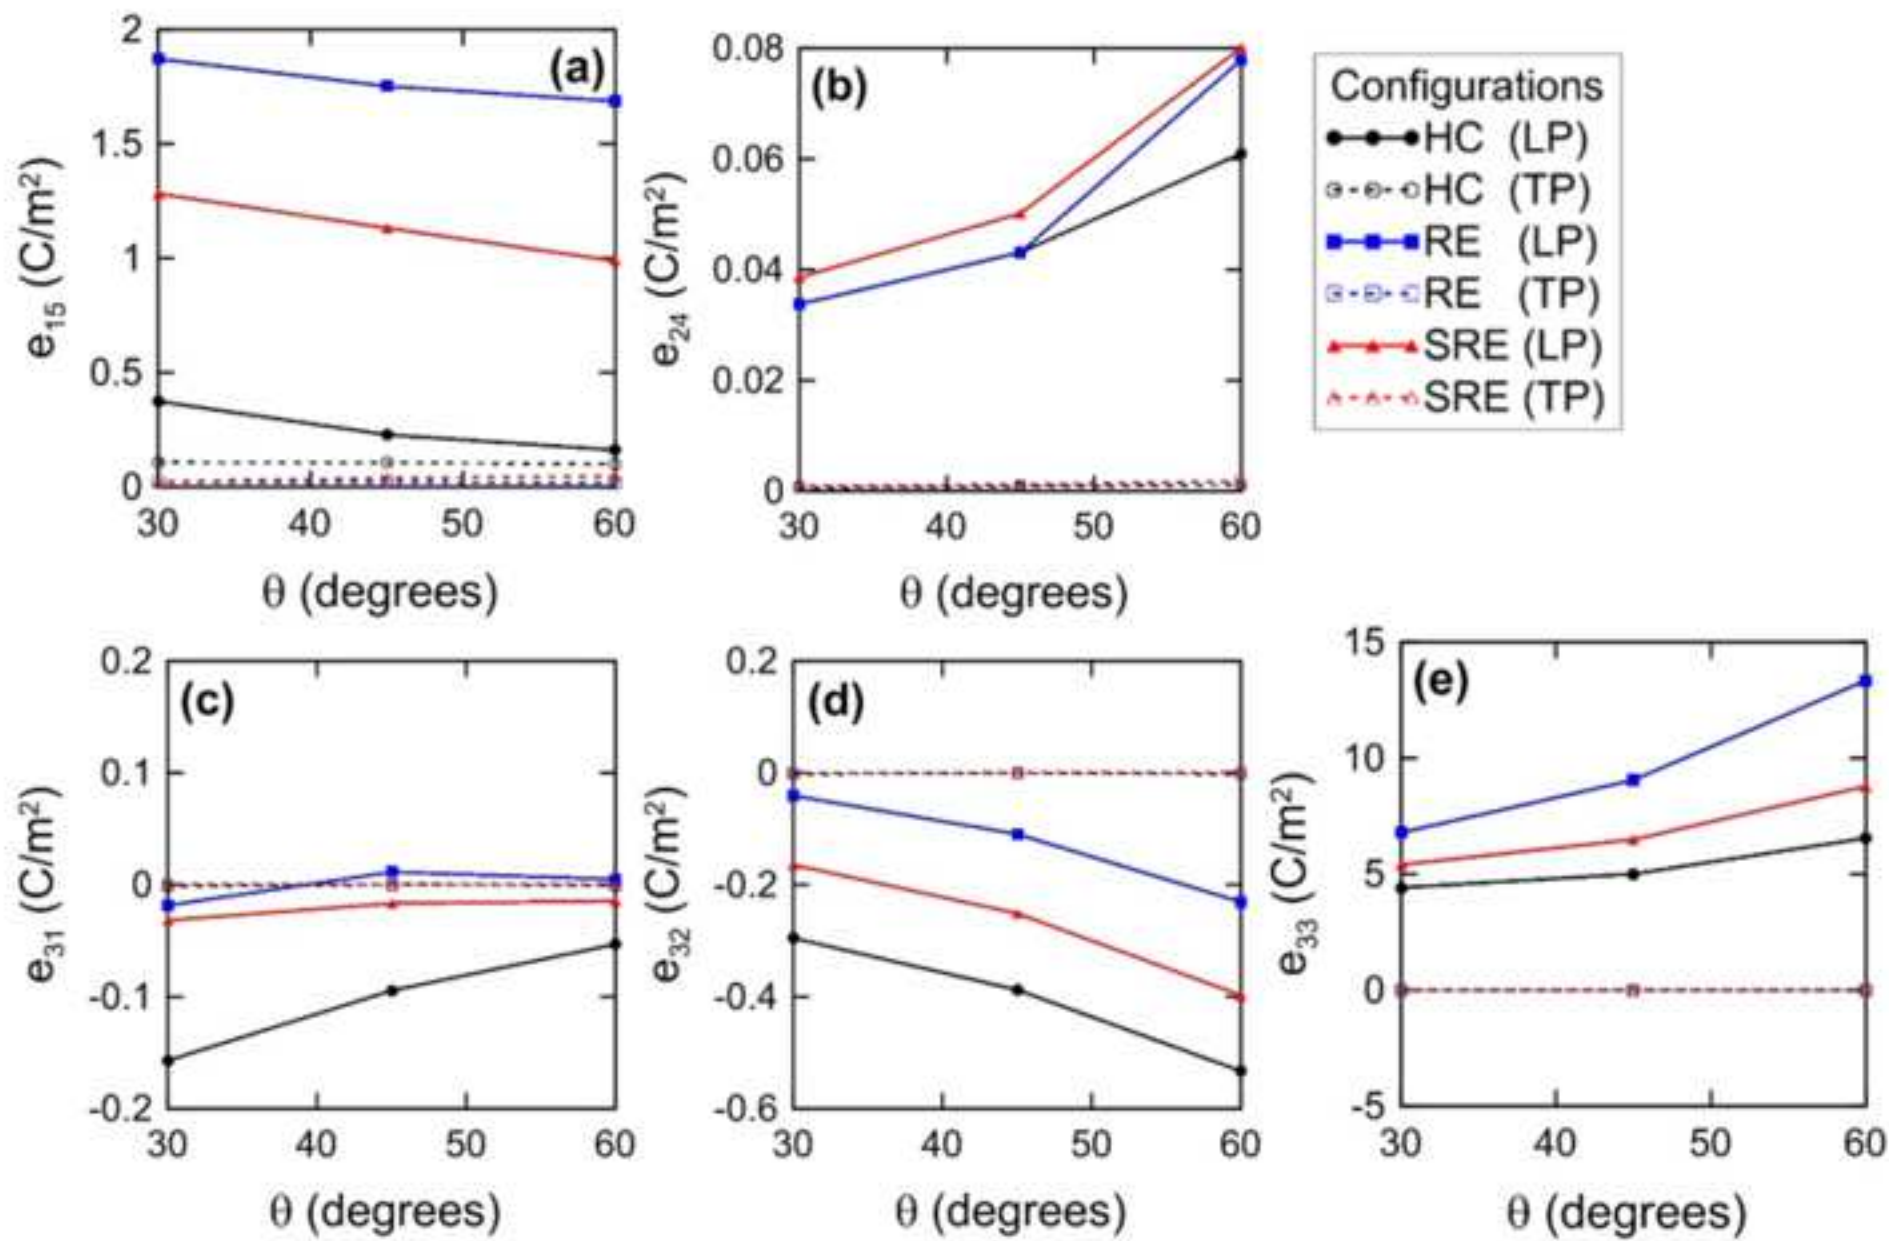 (a)
2
1.5
1
0.5
0
30 40 50 60
e15 (C/m²)
θ (degrees)
(b)
0.08
0.06
0.04
0.02
0
30 40 50 60
e24 (C/m²)
θ (degrees)
Configurations
HC (LP)
HC (TP)
RE (LP)
RE (TP)
SRE (LP)
SRE (TP)
(c)
0.2
0.1
0
-0.1
-0.2
30 40 50 60
e31 (C/m²)
θ (degrees)
(d)
0.2
0
-0.2
-0.4
-0.6
30 40 50 60
e32 (C/m²)
θ (degrees)
(e)
15
10
5
0
-5
30 40 50 60
e33 (C/m²)
θ (degrees)